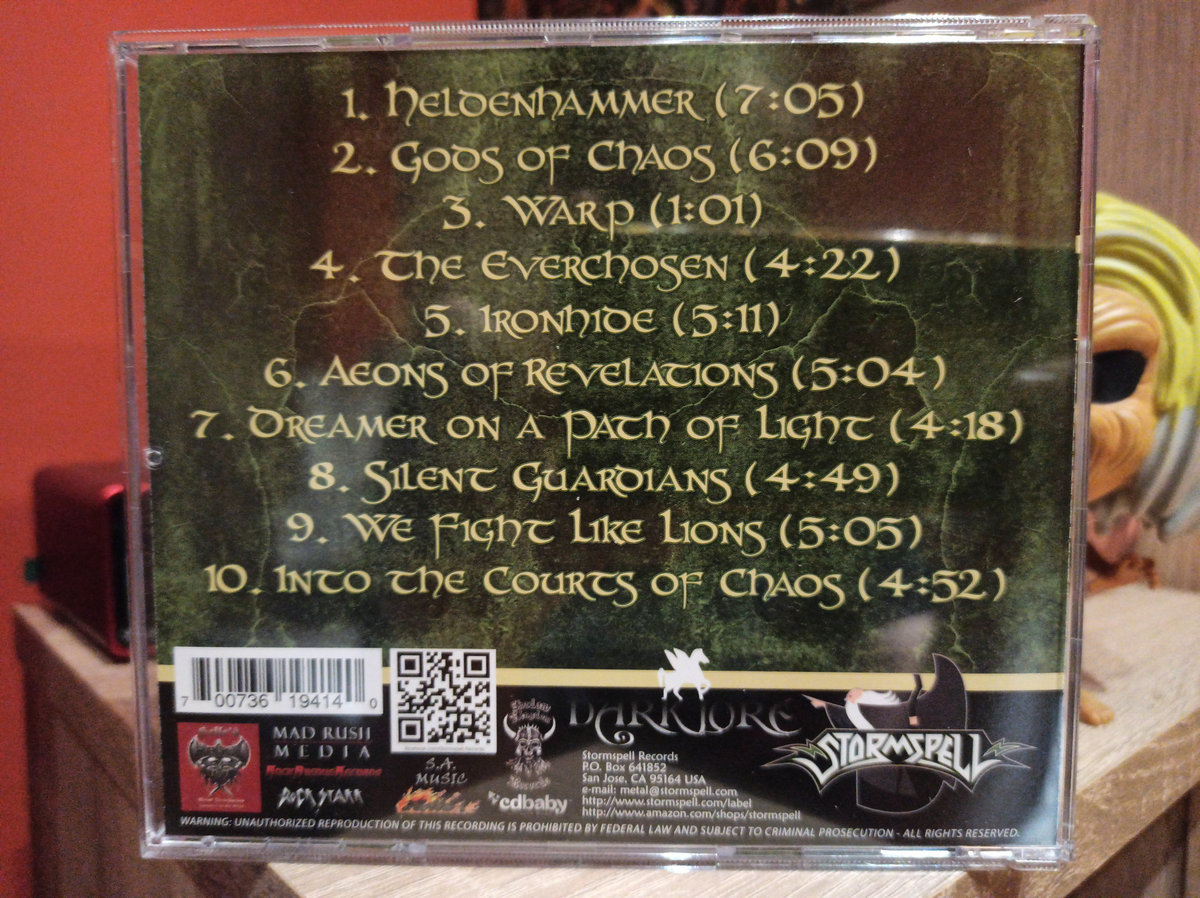 1. Heldenhammer (7:05)
2. Gods of Chaos (6:09)
3. Warp (1:01)
4. The Everchosen (4:22)
5. Ironhide (5:11)
6. Aeons of Revelations (5:04)
7. Dreamer on a Path of Light (4:18)
8. Silent Guardians (4:49)
9. We Fight Like Lions (5:05)
10. Into the Courts of Chaos (4:52)
7 00736 19414 0
MAD RUSH
MEDIA
RockAvenueRecords
Rock Stakk
S.A.
MUSIC
cdbaby
Dark Lore
Stormspell Records
P.O. Box 641852
San Jose, CA 95164 USA
e-mail: metal@stormspell.com
http://www.stormspell.com/label
http://www.amazon.com/shops/stormspell
STORMSPELL
WARNING: UNAUTHORIZED REPRODUCTION OF THIS RECORDING IS PROHIBITED BY FEDERAL LAW AND SUBJECT TO CRIMINAL PROSECUTION - ALL RIGHTS RESERVED.